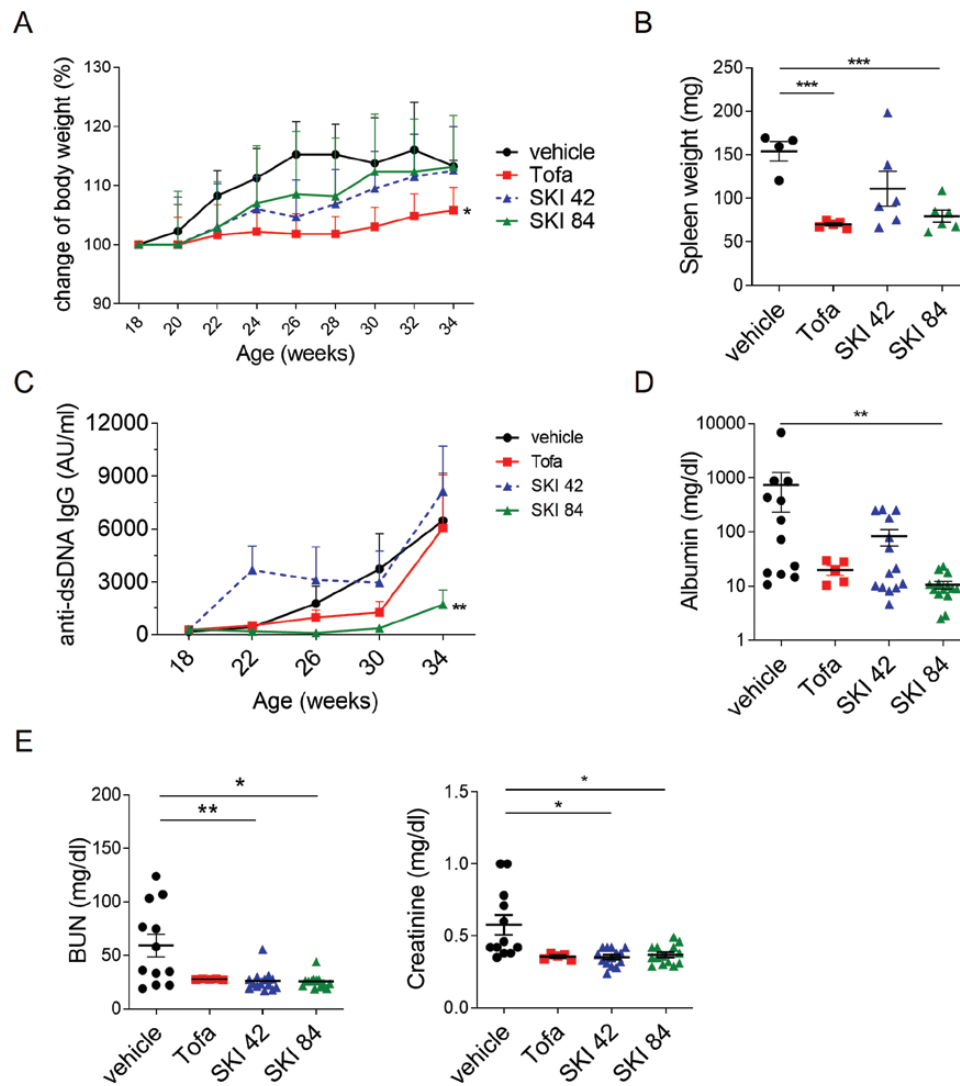 A
change of body weight (%)
130
120
110
100
90
18 20 22 24 26 28 30 32 34
Age (weeks)
vehicle
Tofa
SKI 42
SKI 84
*
B
Spleen weight (mg)
250
200
150
100
50
0
***
***
vehicle Tofa SKI 42 SKI 84
C
anti-dsDNA IgG (AU/ml)
12000
9000
6000
3000
0
18 22 26 30 34
Age (weeks)
vehicle
Tofa
SKI 42
SKI 84
**
D
Albumin (mg/dl)
10000
1000
100
10
1
**
vehicle Tofa SKI 42 SKI 84
E
BUN (mg/dl)
200
150
100
50
0
*
**
vehicle Tofa SKI 42 SKI 84
Creatinine (mg/dl)
1.5
1.0
0.5
0.0
*
*
vehicle Tofa SKI 42 SKI 84